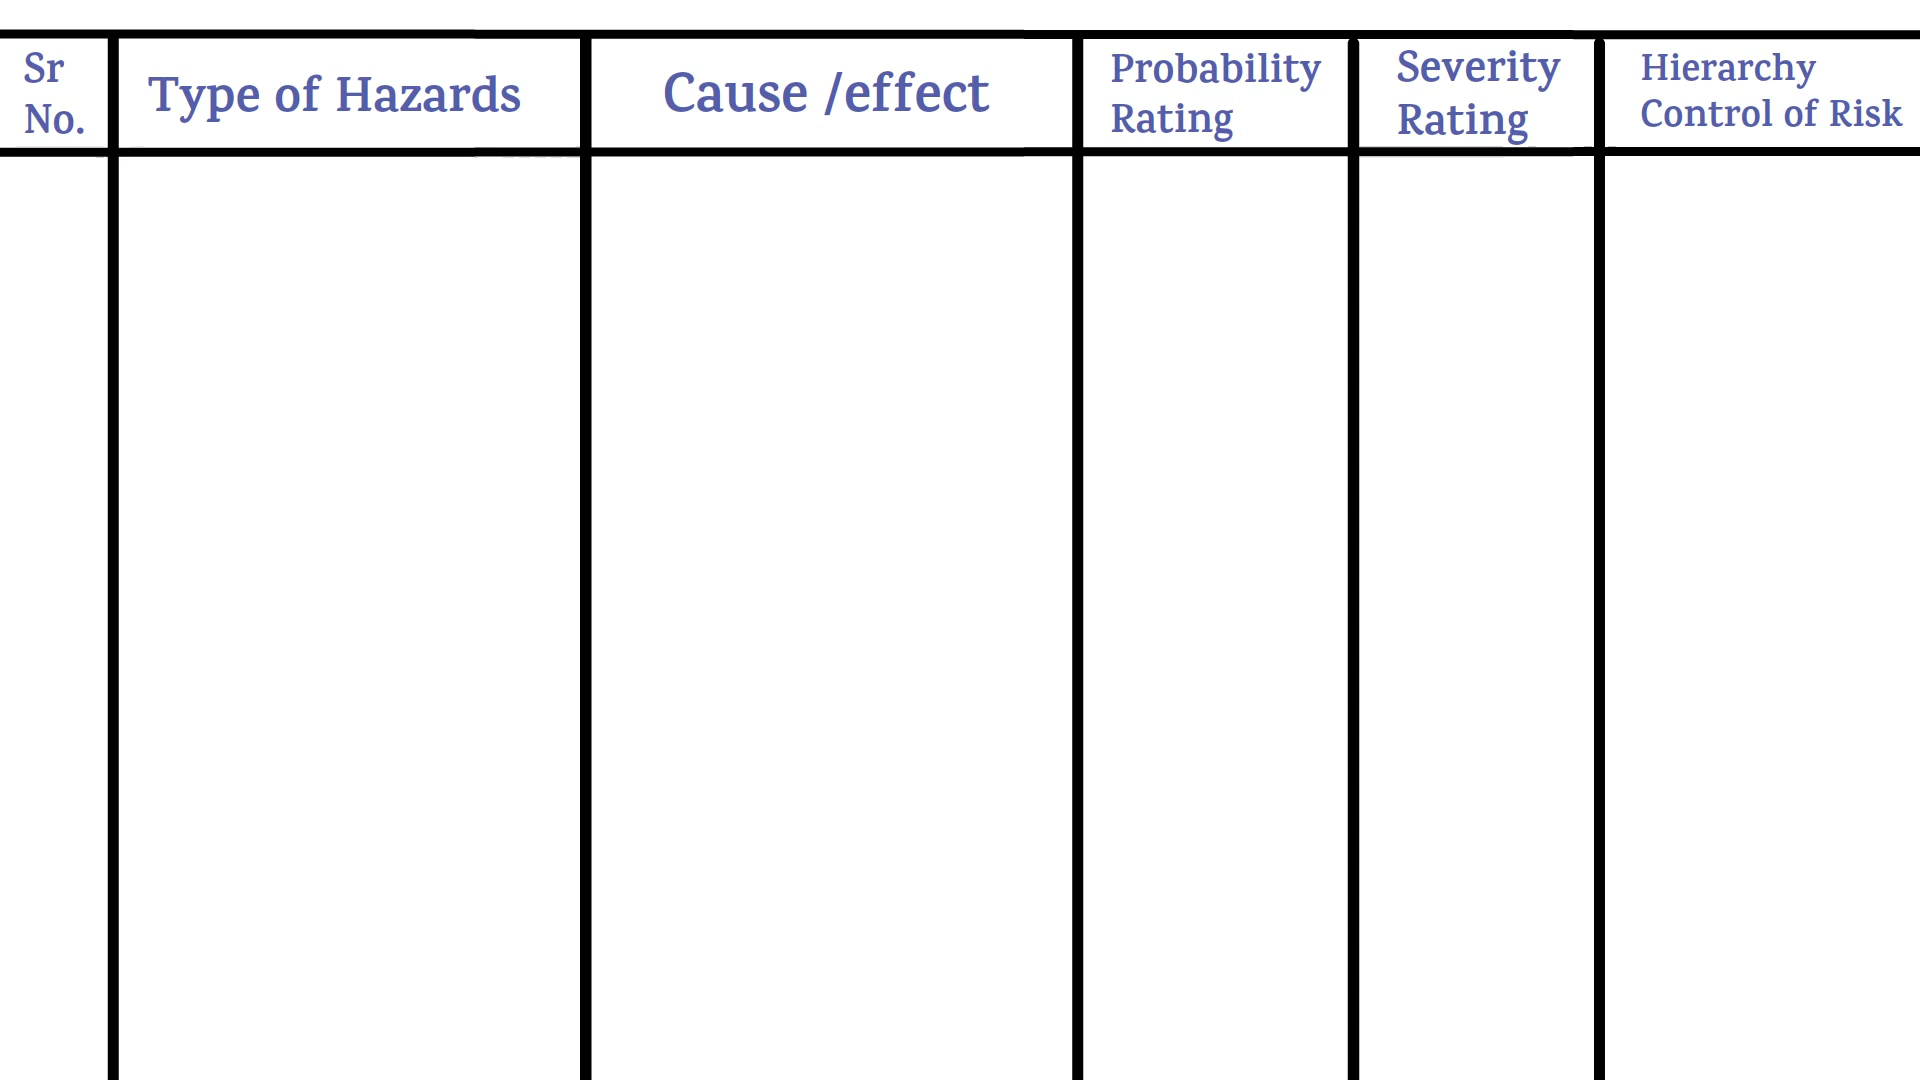 Sr
No.
Type of Hazards
Cause /effect
Probability
Rating
Severity
Rating
Hierarchy
Control of Risk